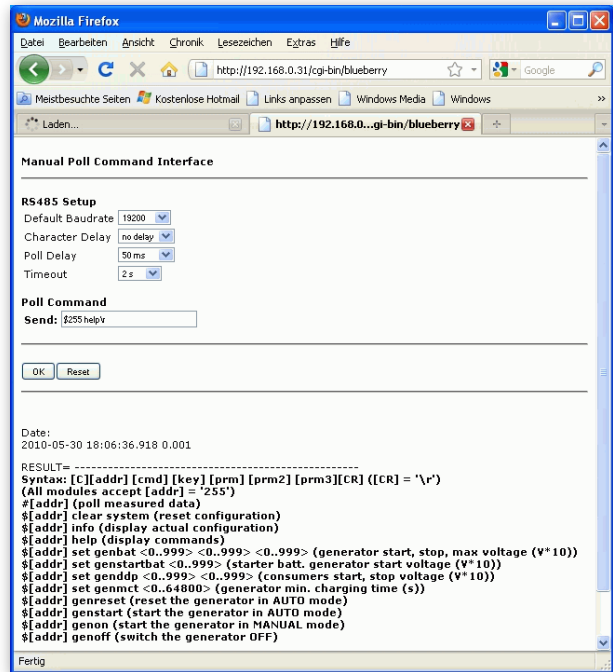 Mozilla Firefox
Datei Bearbeiten Ansicht Chronik Lesezeichen Extras Hilfe
http://192.168.0.31/cgi-bin/blueberry Google
Meistbesuchte Seiten Kostenlose Hotmail Links anpassen Windows Media Windows »
Laden... http://192.168.0...gi-bin/blueberry
Manual Poll Command Interface
RS485 Setup
Default Baudrate 19200
Character Delay no delay
Poll Delay 50 ms
Timeout 2 s
Poll Command
Send: $255 help\r
OK Reset
Date:
2010-05-30 18:06:36.918 0.001
RESULT= ----------------------------------------------------
Syntax: [C][addr] [cmd] [key] [prm] [prm2] [prm3][CR] ([CR] = '\r')
(All modules accept [addr] = '255')
#[addr] (poll measured data)
$[addr] clear system (reset configuration)
$[addr] info (display actual configuration)
$[addr] help (display commands)
$[addr] set genbat <0..999> <0..999> <0..999> (generator start, stop, max voltage (V*10))
$[addr] set genstartbat <0..999> (starter batt. generator start voltage (V*10))
$[addr] set genddp <0..999> <0..999> (consumers start, stop voltage (V*10))
$[addr] set genmct <0..64800> (generator min. charging time (s))
$[addr] genreset (reset the generator in AUTO mode)
$[addr] genstart (start the generator in AUTO mode)
$[addr] genon (start the generator in MANUAL mode)
$[addr] genoff (switch the generator OFF)
Fertig